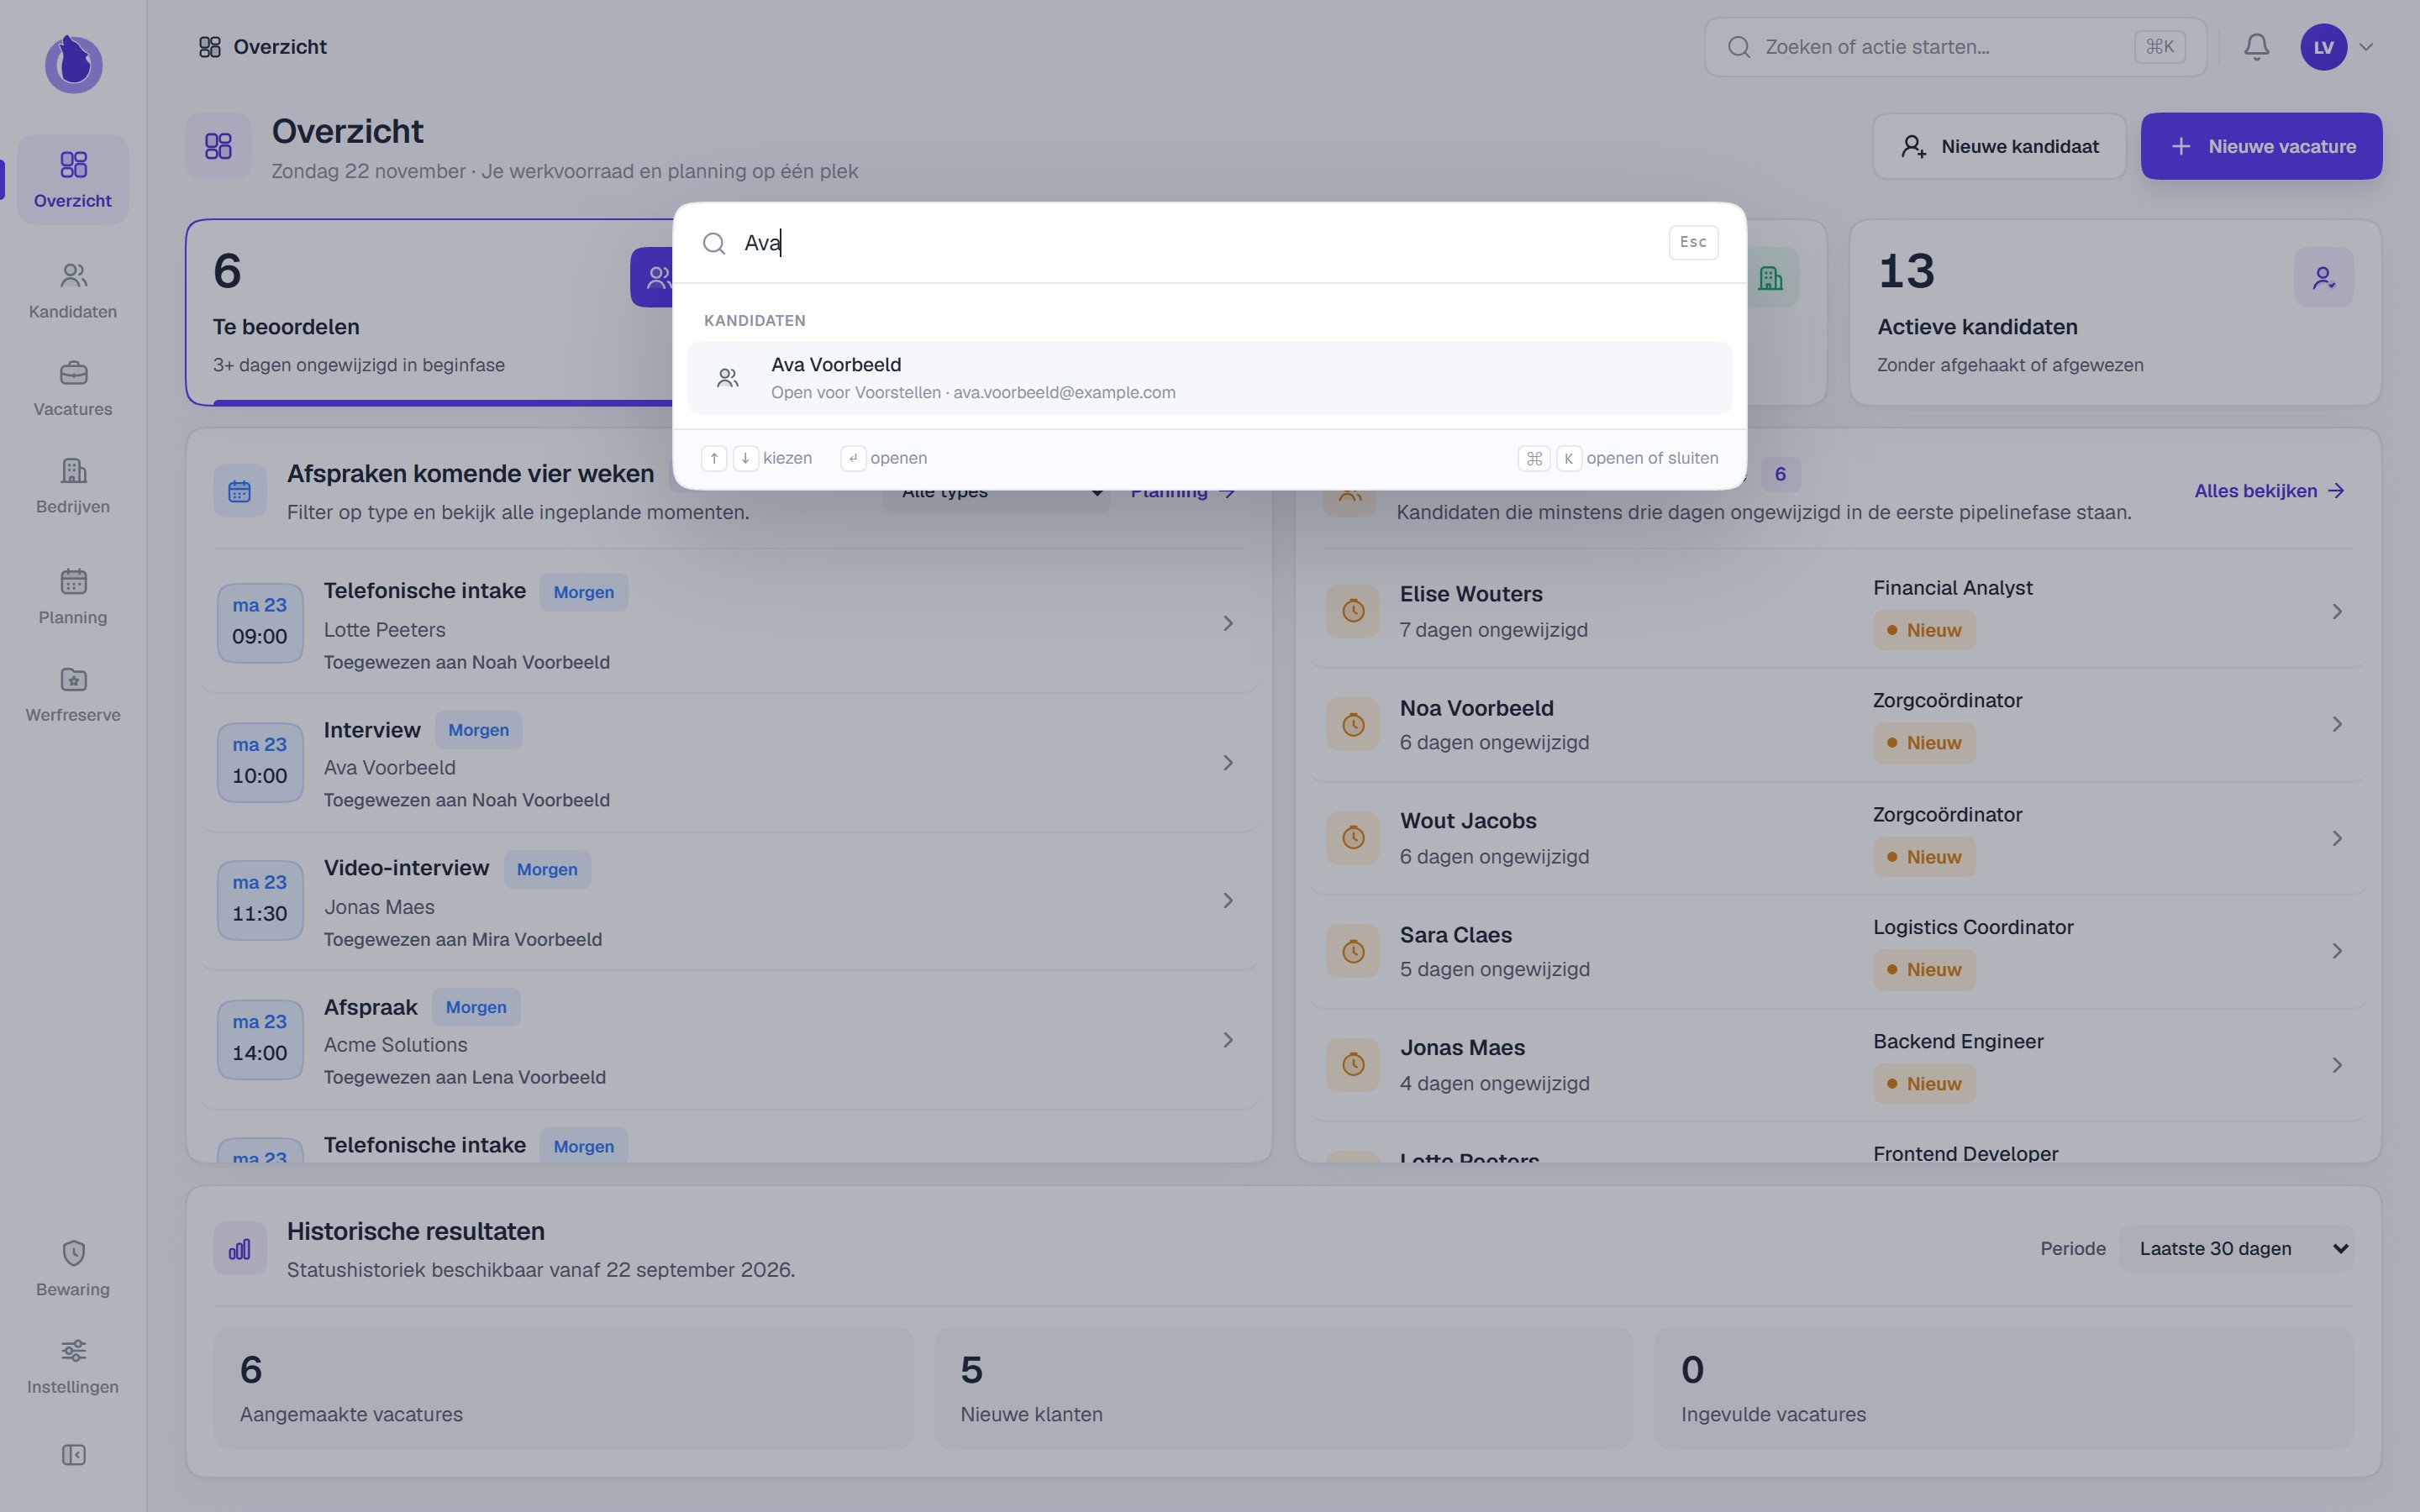 Overzicht
Zoeken of actie starten...
⌘K
LV
Overzicht
Zondag 22 november · Je werkvoorraad en planning op één plek
Nieuwe kandidaat
Nieuwe vacature
Overzicht
Kandidaten
Vacatures
Bedrijven
Planning
Werfreserve
Bewaring
Instellingen
Ava
Esc
KANDIDATEN
Ava Voorbeeld
Open voor Voorstellen · ava.voorbeeld@example.com
↑ ↓ kiezen ↵ openen
⌘ K openen of sluiten
6
Te beoordelen
3+ dagen ongewijzigd in beginfase
13
Actieve kandidaten
Zonder afgehaakt of afgewezen
Afspraken komende vier weken
Alle types
Planning →
Filter op type en bekijk alle ingeplande momenten.
ma 23
09:00
Telefonische intake Morgen
Lotte Peeters
Toegewezen aan Noah Voorbeeld
ma 23
10:00
Interview Morgen
Ava Voorbeeld
Toegewezen aan Noah Voorbeeld
ma 23
11:30
Video-interview Morgen
Jonas Maes
Toegewezen aan Mira Voorbeeld
ma 23
14:00
Afspraak Morgen
Acme Solutions
Toegewezen aan Lena Voorbeeld
ma 23
Telefonische intake Morgen
6
Alles bekijken →
Kandidaten die minstens drie dagen ongewijzigd in de eerste pipelinefase staan.
Elise Wouters
7 dagen ongewijzigd
Financial Analyst
Nieuw
Noa Voorbeeld
6 dagen ongewijzigd
Zorgcoördinator
Nieuw
Wout Jacobs
6 dagen ongewijzigd
Zorgcoördinator
Nieuw
Sara Claes
5 dagen ongewijzigd
Logistics Coordinator
Nieuw
Jonas Maes
4 dagen ongewijzigd
Backend Engineer
Nieuw
Lotte Peeters
Frontend Developer
Historische resultaten
Statushistoriek beschikbaar vanaf 22 september 2026.
Periode
Laatste 30 dagen
6
Aangemaakte vacatures
5
Nieuwe klanten
0
Ingevulde vacatures